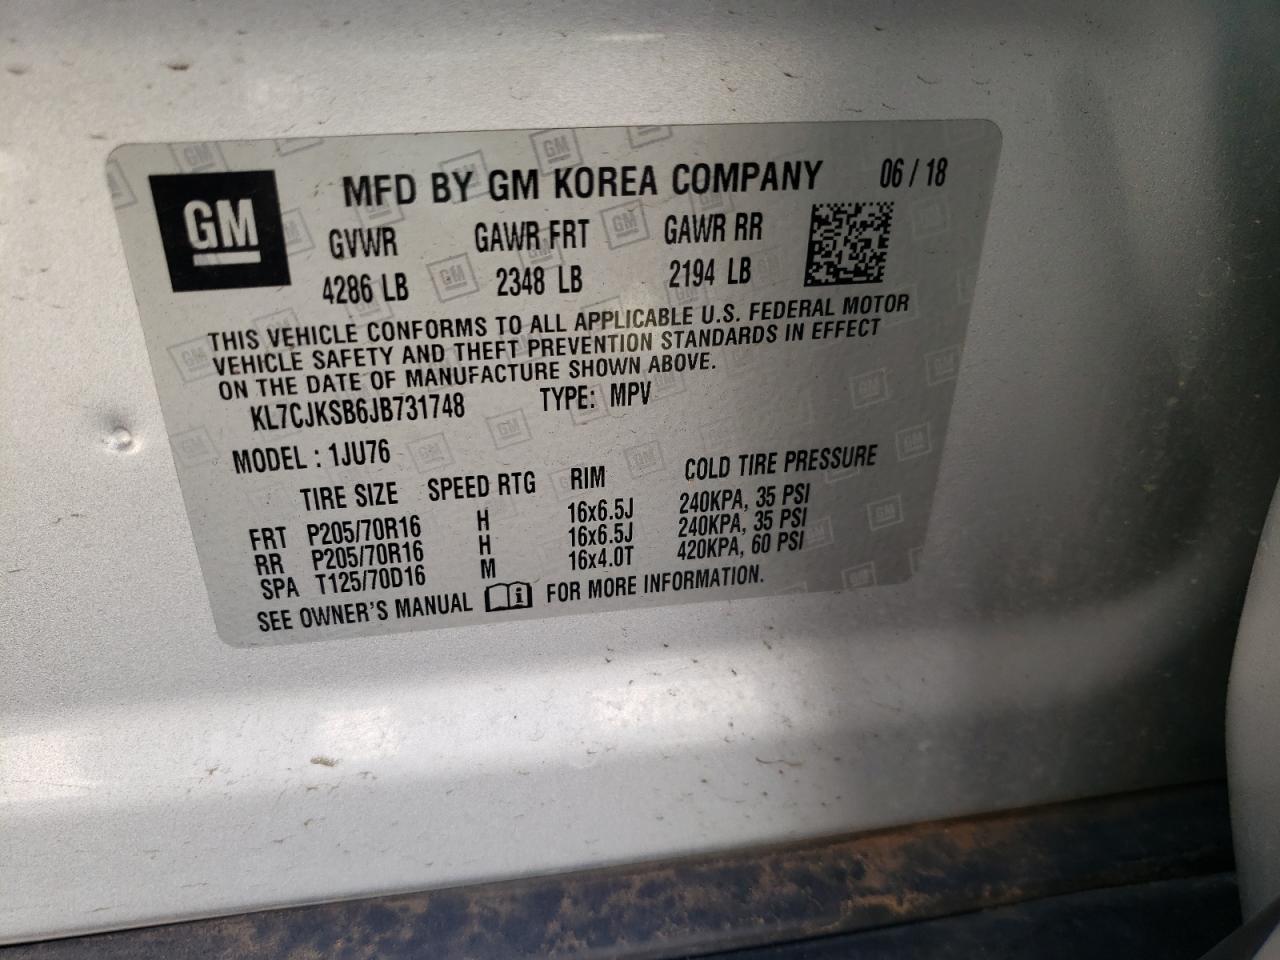 GM MFD BY GM KOREA COMPANY 06 / 18
GVWR GAWR FRT GAWR RR
4286 LB 2348 LB 2194 LB
THIS VEHICLE CONFORMS TO ALL APPLICABLE U.S. FEDERAL MOTOR
VEHICLE SAFETY AND THEFT PREVENTION STANDARDS IN EFFECT
ON THE DATE OF MANUFACTURE SHOWN ABOVE.
KL7CJKSB6JB731748 TYPE: MPV
MODEL : 1JU76
TIRE SIZE SPEED RTG RIM COLD TIRE PRESSURE
FRT P205/70R16 H 16x6.5J 240KPA, 35 PSI
RR P205/70R16 H 16x6.5J 240KPA, 35 PSI
SPA T125/70D16 M 16x4.0T 420KPA, 60 PSI
SEE OWNER'S MANUAL i FOR MORE INFORMATION.